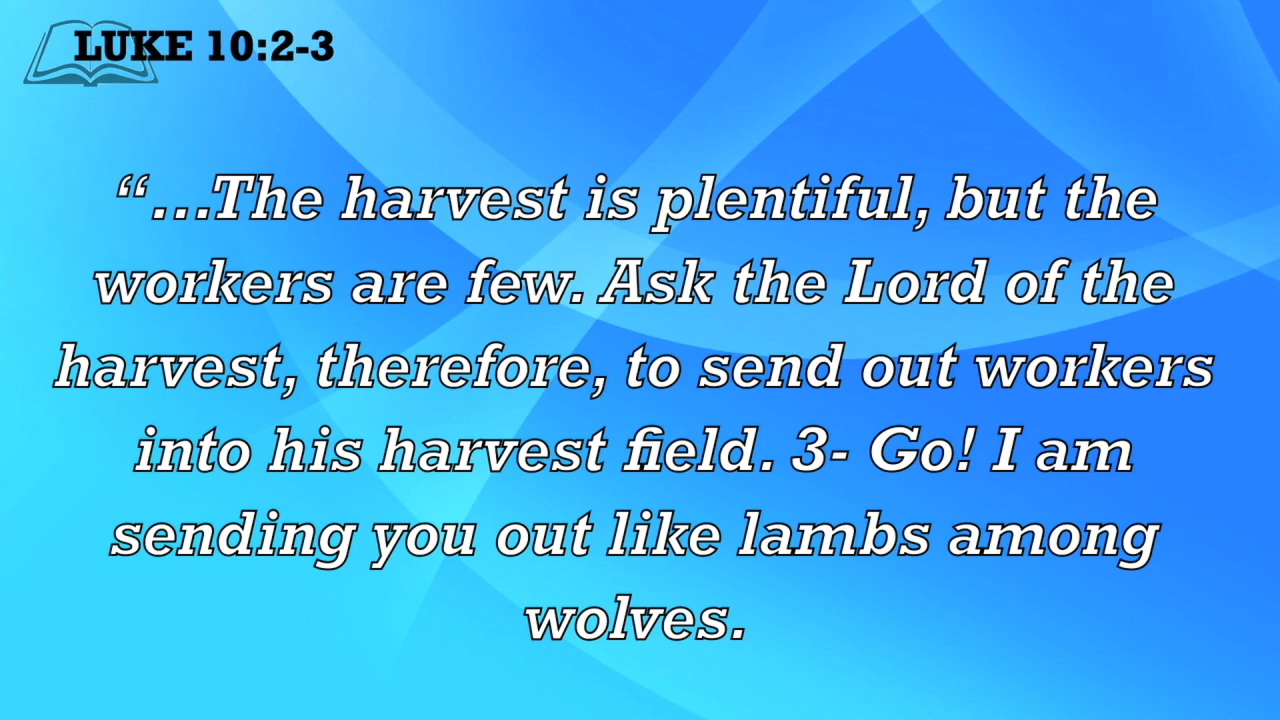 LUKE 10:2-3
“...The harvest is plentiful, but the
workers are few. Ask the Lord of the
harvest, therefore, to send out workers
into his harvest field. 3- Go! I am
sending you out like lambs among
wolves.